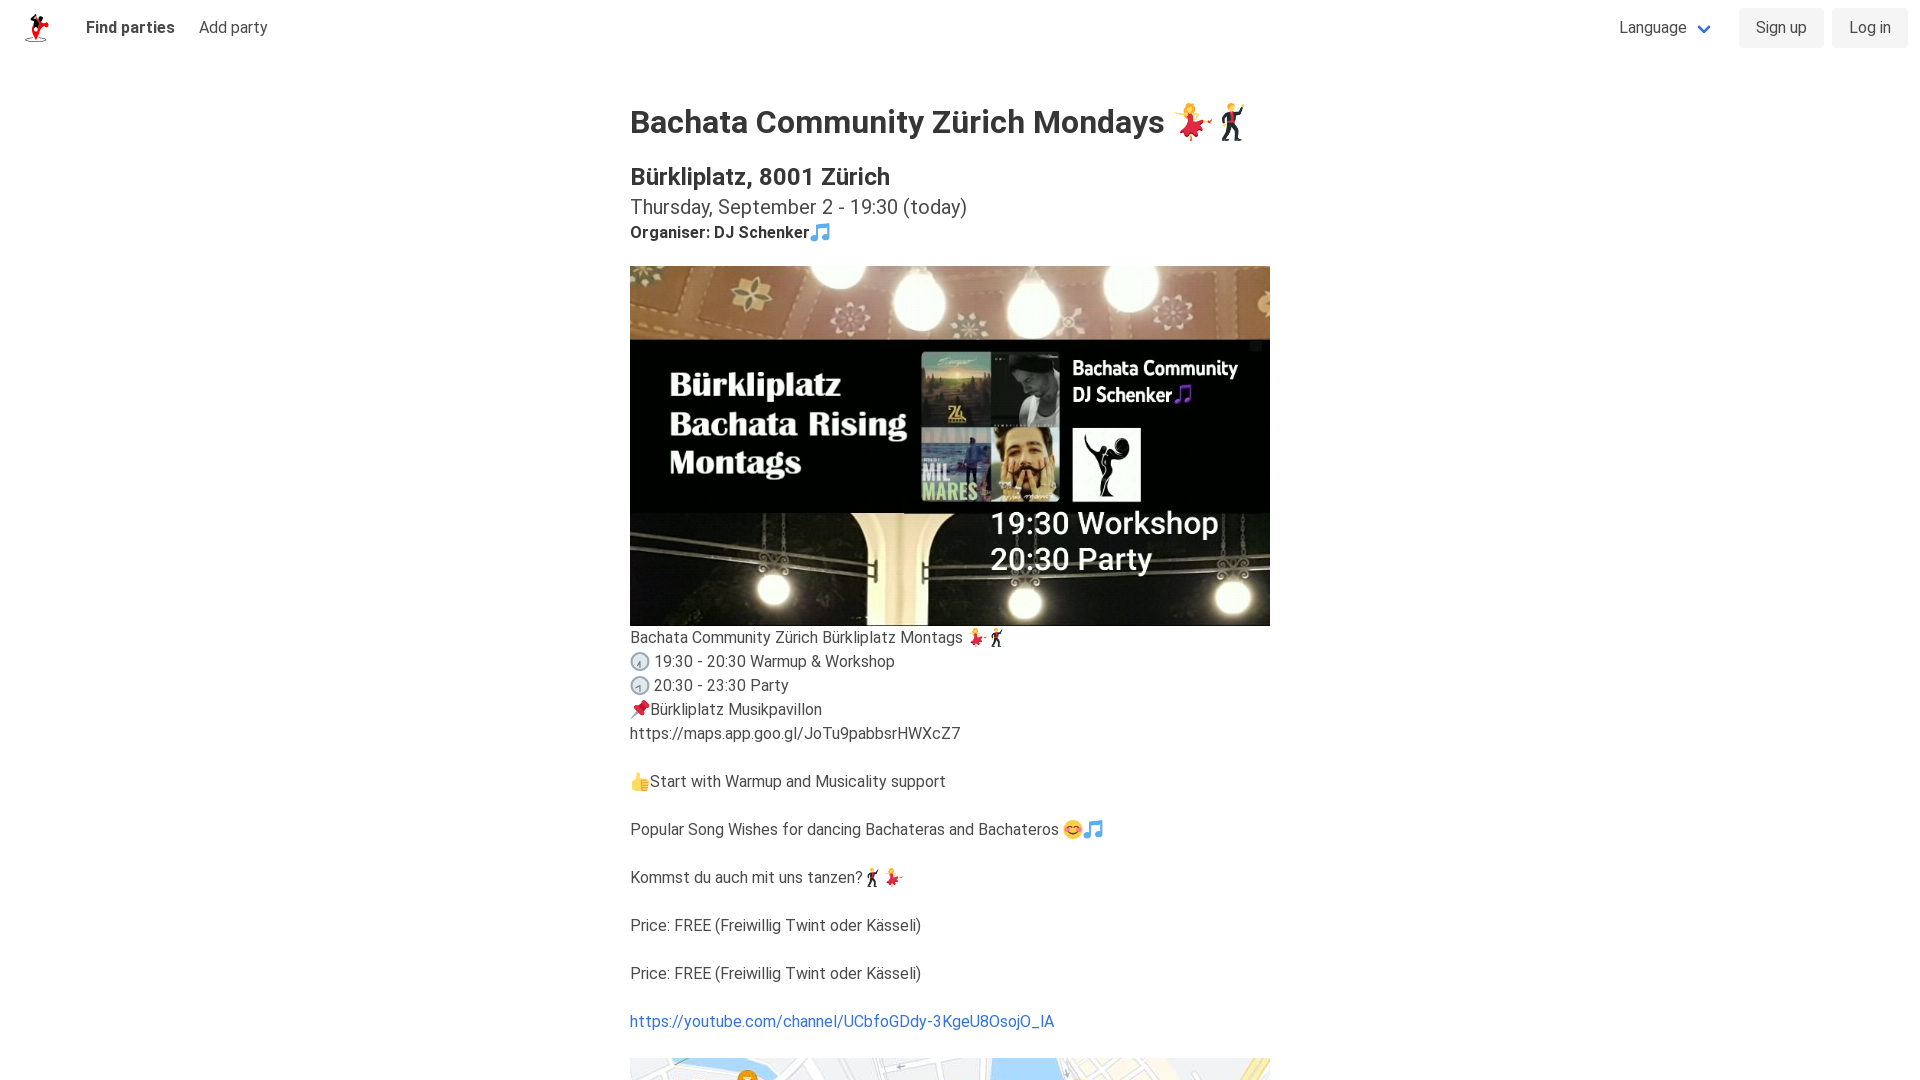 Find parties
Add party
Language
Sign up
Log in
Bachata Community Zürich Mondays 💃🕺
Bürkliplatz, 8001 Zürich
Thursday, September 2 - 19:30 (today)
Organiser: DJ Schenker🎵
Bürkliplatz
Bachata Rising
Montags
24
MIL
MARES
Bachata Community
DJ Schenker🎵
19:30 Workshop
20:30 Party
Bachata Community Zürich Bürkliplatz Montags 💃🕺
🕢 19:30 - 20:30 Warmup & Workshop
🕣 20:30 - 23:30 Party
📌Bürkliplatz Musikpavillon
https://maps.app.goo.gl/JoTu9pabbsrHWXcZ7
👍Start with Warmup and Musicality support
Popular Song Wishes for dancing Bachateras and Bachateros 😊🎵
Kommst du auch mit uns tanzen?🕺💃
Price: FREE (Freiwillig Twint oder Kässeli)
Price: FREE (Freiwillig Twint oder Kässeli)
https://youtube.com/channel/UCbfoGDdy-3KgeU8OsojO_lA